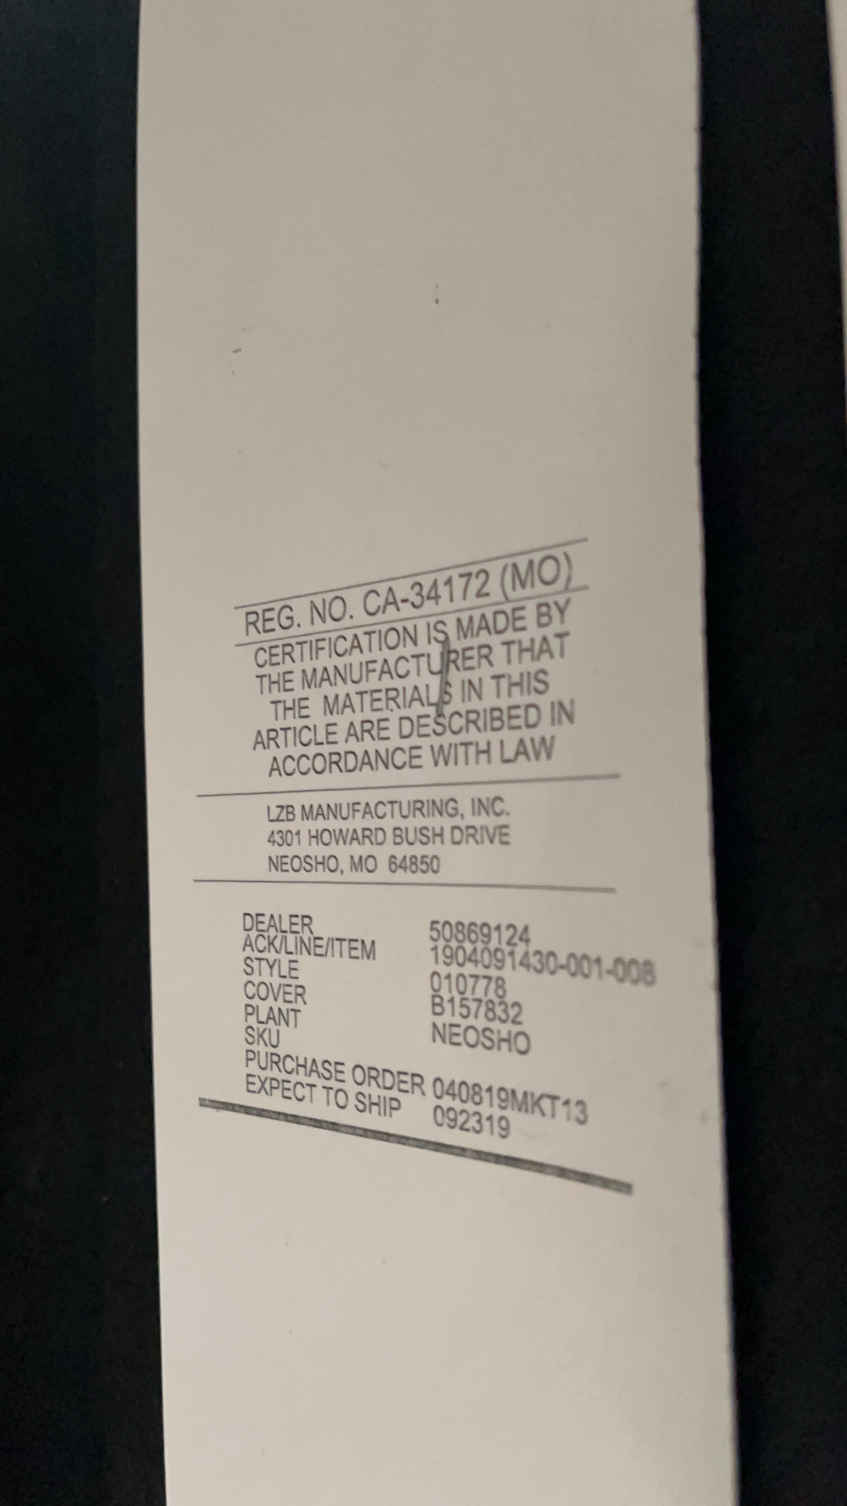 REG. NO. CA-34172 (MO)
CERTIFICATION IS MADE BY
THE MANUFACTURER THAT
THE MATERIALS IN THIS
ARTICLE ARE DESCRIBED IN
ACCORDANCE WITH LAW
LZB MANUFACTURING, INC.
4301 HOWARD BUSH DRIVE
NEOSHO, MO 64850
DEALER 50869124
ACK/LINE/ITEM 1904091430-001-008
STYLE 010778
COVER B157832
PLANT NEOSHO
SKU
PURCHASE ORDER 040819MKT13
EXPECT TO SHIP 092319